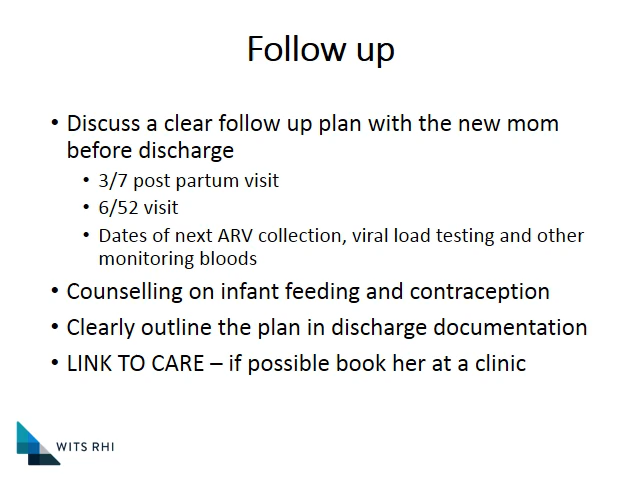 Follow up
• Discuss a clear follow up plan with the new mom
before discharge
• 3/7 post partum visit
• 6/52 visit
• Dates of next ARV collection, viral load testing and other
monitoring bloods
• Counselling on infant feeding and contraception
• Clearly outline the plan in discharge documentation
• LINK TO CARE – if possible book her at a clinic
WITS RHI